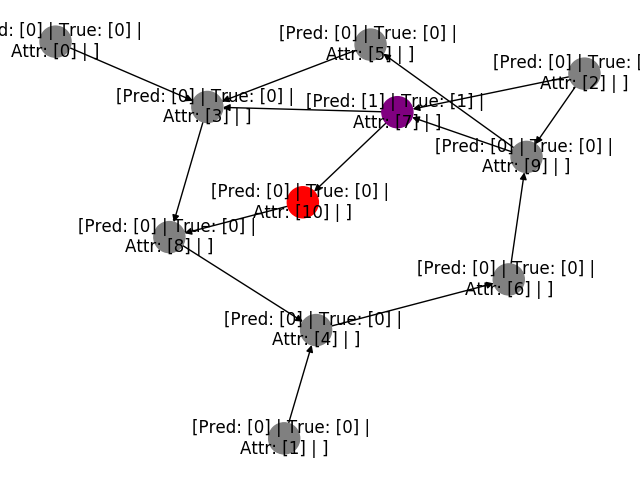 d: [0] | True: [0] |
Attr: [0] | ]
[Pred: [0] | True: [0] |
Attr: [5] | ]
[Pred: [0] | True: [
Attr: [2] | ]
[Pred: [0] | True: [0] |
Attr: [3] | ]
[Pred: [1] | True: [1] |
Attr: [7] | ]
[Pred: [0] | True: [0] |
Attr: [9] | ]
[Pred: [0] | True: [0] |
Attr: [10] | ]
[Pred: [0] | True: [0] |
Attr: [8] | ]
[Pred: [0] | True: [0] |
Attr: [6] | ]
[Pred: [0] | True: [0] |
Attr: [4] | ]
[Pred: [0] | True: [0] |
Attr: [1] | ]